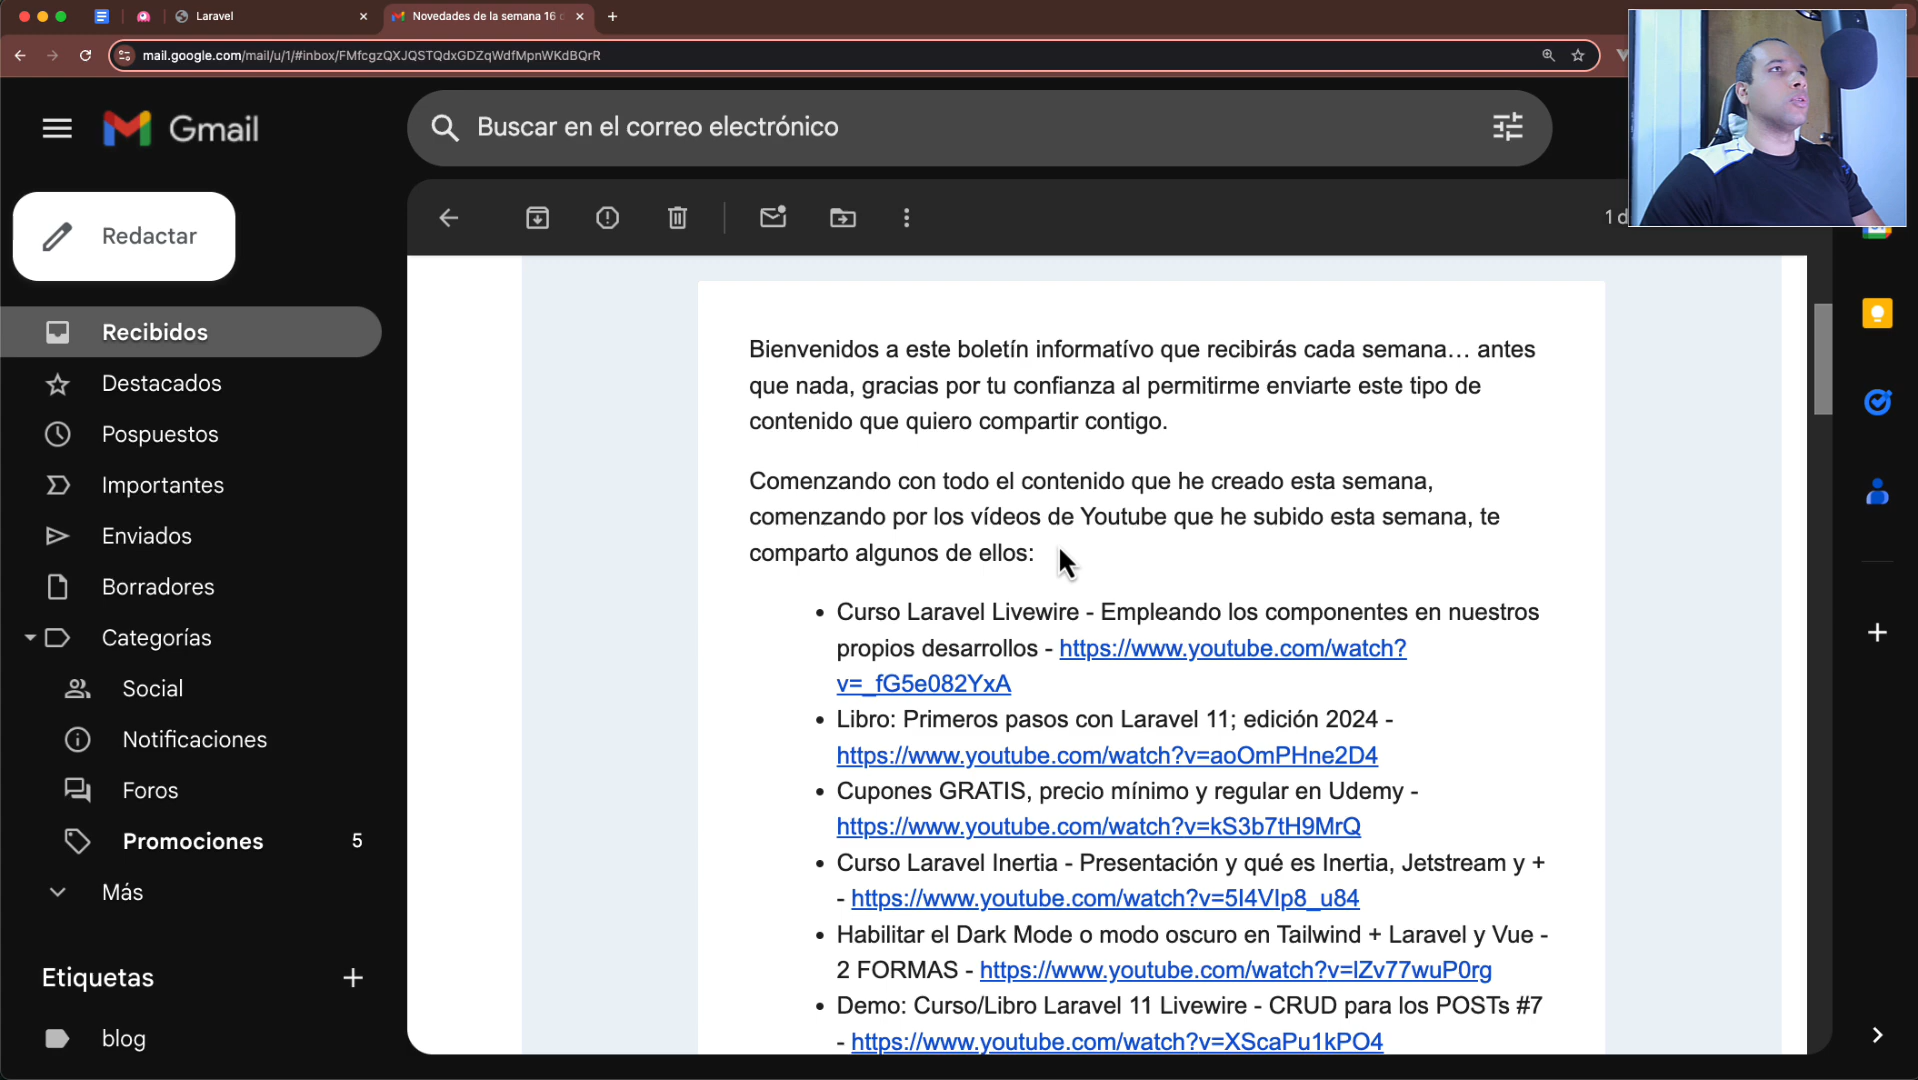 Laravel
Novedades de la semana 16
mail.google.com/mail/u/1/#inbox/FMfcgzQXJQSTQdxGDZqWdfMpnWKdBQrR
Gmail
Buscar en el correo electrónico
Redactar
1 d
Recibidos
Destacados
Pospuestos
Importantes
Enviados
Borradores
Categorías
Social
Notificaciones
Foros
Promociones 5
Más
Etiquetas
blog
Bienvenidos a este boletín informatívo que recibirás cada semana… antes
que nada, gracias por tu confianza al permitirme enviarte este tipo de
contenido que quiero compartir contigo.
Comenzando con todo el contenido que he creado esta semana,
comenzando por los vídeos de Youtube que he subido esta semana, te
comparto algunos de ellos:
• Curso Laravel Livewire - Empleando los componentes en nuestros
propios desarrollos - https://www.youtube.com/watch?
v=_fG5e082YxA
• Libro: Primeros pasos con Laravel 11; edición 2024 -
https://www.youtube.com/watch?v=aoOmPHne2D4
• Cupones GRATIS, precio mínimo y regular en Udemy -
https://www.youtube.com/watch?v=kS3b7tH9MrQ
• Curso Laravel Inertia - Presentación y qué es Inertia, Jetstream y +
- https://www.youtube.com/watch?v=5I4VIp8_u84
• Habilitar el Dark Mode o modo oscuro en Tailwind + Laravel y Vue -
2 FORMAS - https://www.youtube.com/watch?v=lZv77wuP0rg
• Demo: Curso/Libro Laravel 11 Livewire - CRUD para los POSTs #7
- https://www.youtube.com/watch?v=XScaPu1kPO4